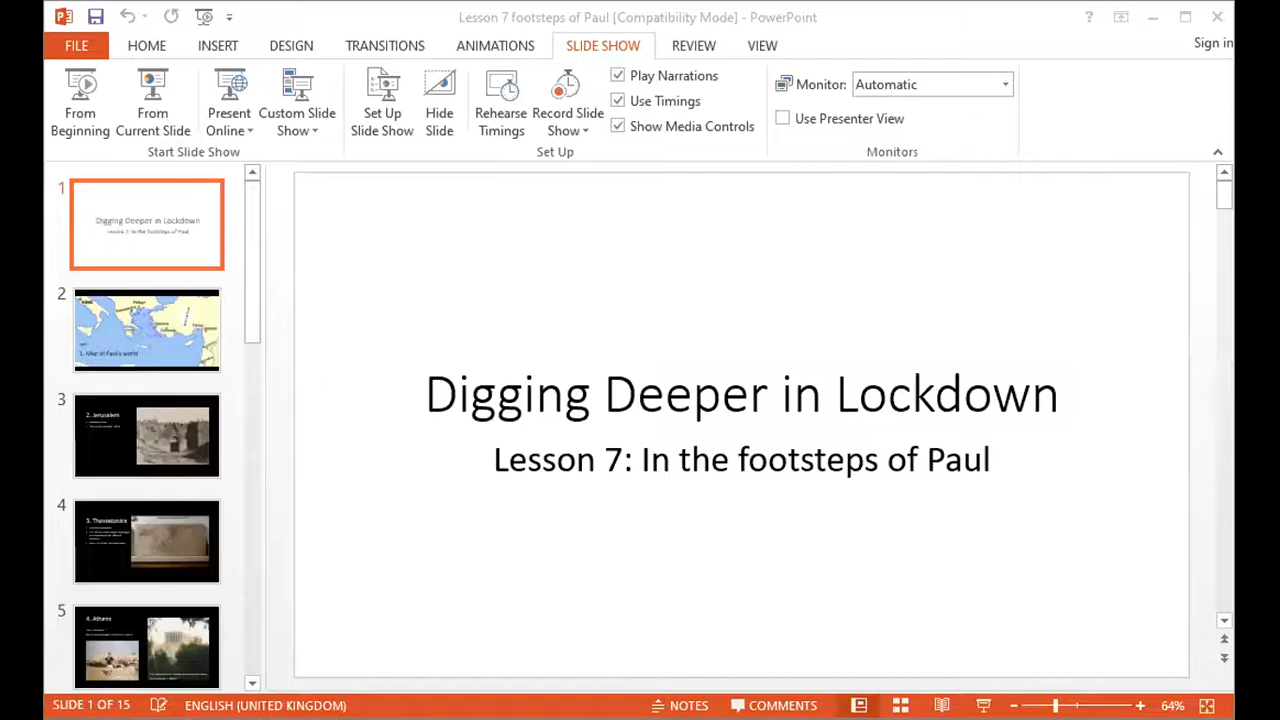 Lesson 7 footsteps of Paul [Compatibility Mode] - PowerPoint
FILE HOME INSERT DESIGN TRANSITIONS ANIMATIONS SLIDE SHOW REVIEW VIEW Sign in
From Beginning
From Current Slide
Present Online
Custom Slide Show
Set Up Slide Show
Hide Slide
Rehearse Timings
Record Slide Show
Play Narrations
Use Timings
Show Media Controls
Monitor: Automatic
Use Presenter View
Start Slide Show
Set Up
Monitors
1
Digging Deeper in Lockdown
Lesson 7: In the footsteps of Paul
2
1. Map of Paul's world
3
2. Jerusalem
4
3. Thessalonica
5
4. Athens
Digging Deeper in Lockdown
Lesson 7: In the footsteps of Paul
SLIDE 1 OF 15 ENGLISH (UNITED KINGDOM) NOTES COMMENTS 64%